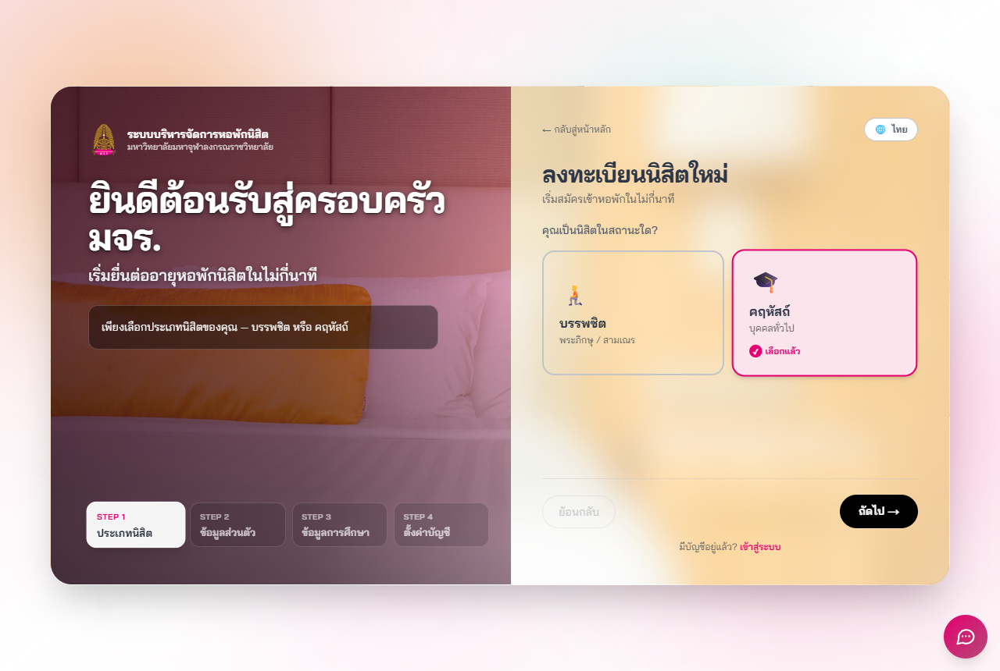 ระบบบริหารจัดการหอพักนิสิต
มหาวิทยาลัยมหาจุฬาลงกรณราชวิทยาลัย
ยินดีต้อนรับสู่ครอบครัว
มจร.
เริ่มยื่นต่ออายุหอพักนิสิตในไม่กี่นาที
เพียงเลือกประเภทนิสิตของคุณ — บรรพชิต หรือ คฤหัสถ์
STEP 1
ประเภทนิสิต
STEP 2
ข้อมูลส่วนตัว
STEP 3
ข้อมูลการศึกษา
STEP 4
ตั้งค่าบัญชี
← กลับสู่หน้าหลัก
ไทย
ลงทะเบียนนิสิตใหม่
เริ่มสมัครเข้าหอพักในไม่กี่นาที
คุณเป็นนิสิตในสถานะใด?
บรรพชิต
พระภิกษุ / สามเณร
คฤหัสถ์
บุคคลทั่วไป
✓ เลือกแล้ว
ย้อนกลับ
ถัดไป →
มีบัญชีอยู่แล้ว? เข้าสู่ระบบ